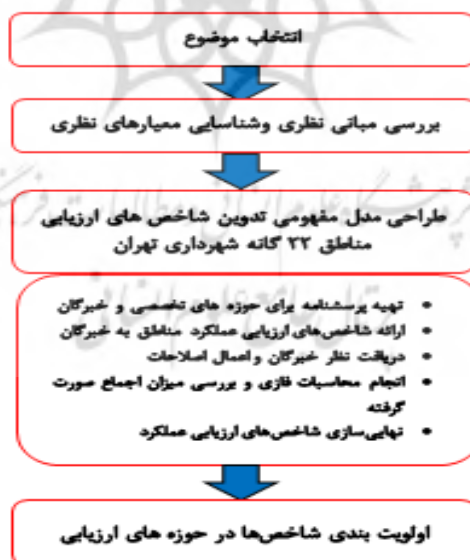 انتخاب موضوع
بررسی مبانی نظری وشناسایی معیارهای نظری
طراحی مدل مفهومی تدوین شاخص های ارزیابی
مناطق ۲۲ گانه شهرداری تهران
• تهیه پرسشنامه برای حوزه های تخصصی و خبرگان
• ارائه شاخص‌های ارزیابی عملکرد مناطق به خبرگان
• دریافت نظر خبرگان و اعمال اصلاحات
• انجام محاسبات فازی و بررسی میزان اجماع صورت
گرفته
• نهایی‌سازی شاخص‌های ارزیابی عملکرد
اولویت بندی شاخص‌ها در حوزه های ارزیابی